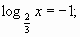 log_{2/3} x = −1;